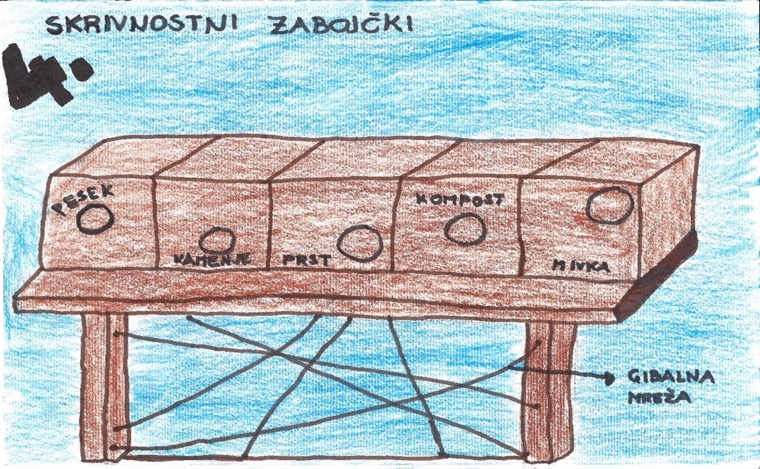 SKRIVNOSTNI ZABOJČKI
4.
PESEK
KAMENJE
PRST
KOMPOST
MIVKA
GIBALNA
MREŽA